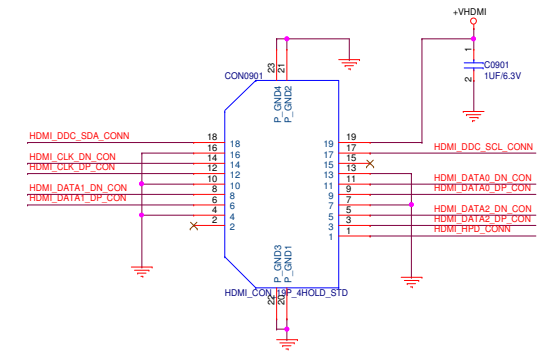 +VHDMI
1
C0901
1UF/6.3V
2
23
21
CON0901
P_GND4
P_GND2
HDMI_DDC_SDA_CONN
18
18
19
19
16
16
17
17
HDMI_DDC_SCL_CONN
HDMI_CLK_DN_CON
14
14
15
15
HDMI_CLK_DP_CON
12
12
13
13
10
10
11
11
HDMI_DATA0_DN_CON
HDMI_DATA1_DN_CON
8
8
9
9
HDMI_DATA0_DP_CON
HDMI_DATA1_DP_CON
6
6
7
7
4
4
5
5
HDMI_DATA2_DN_CON
2
2
3
3
HDMI_DATA2_DP_CON
1
1
HDMI_HPD_CONN
P_GND3
P_GND1
HDMI_CON_19P_4HOLD_STD
22
20